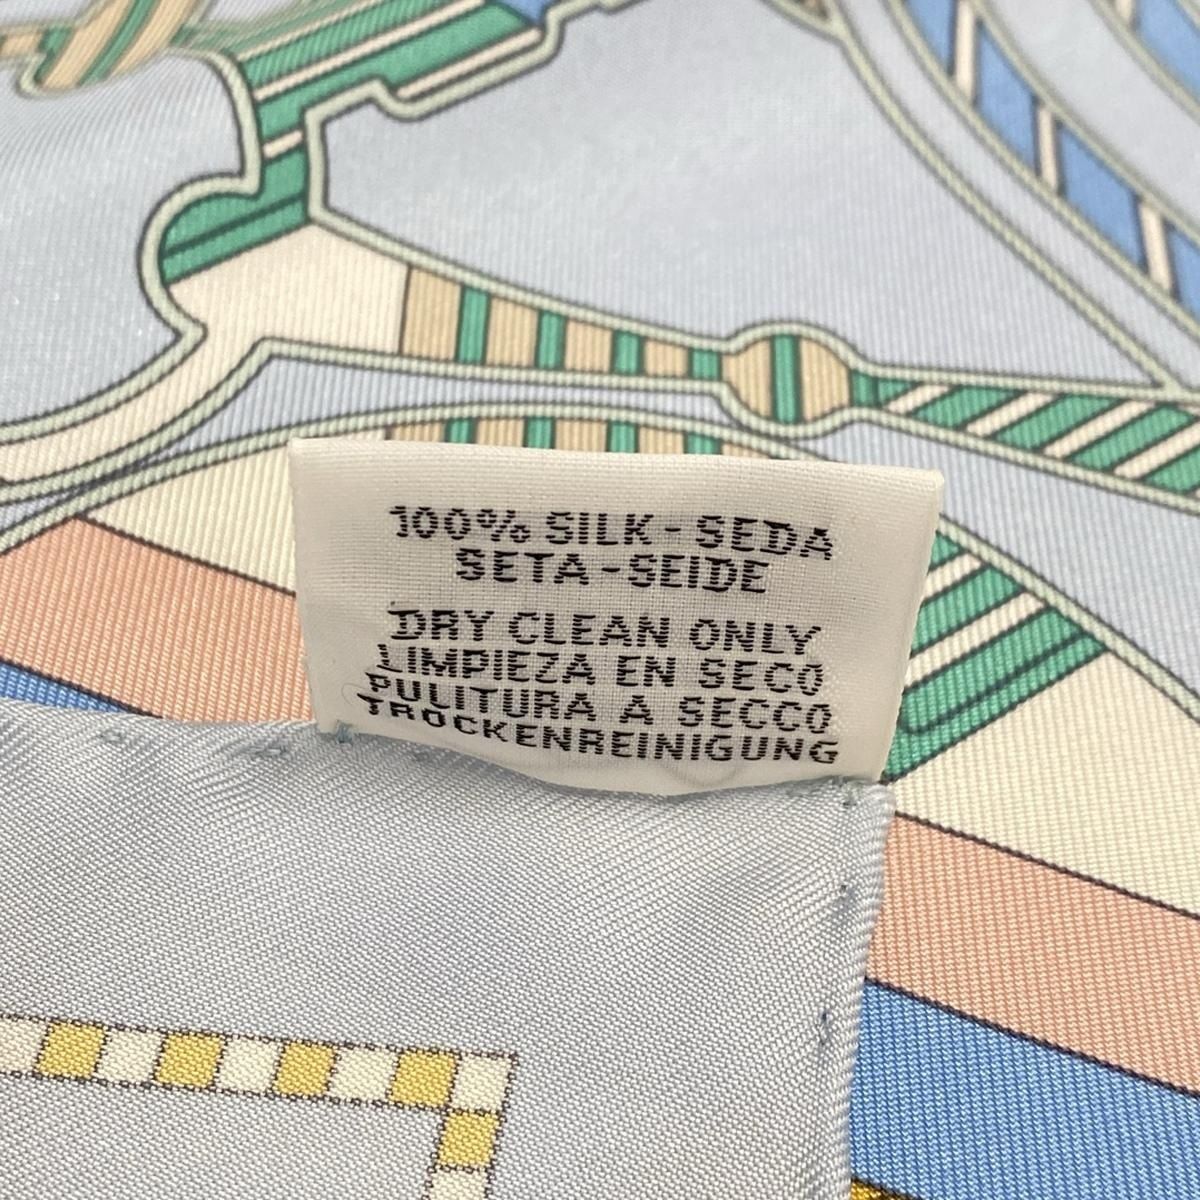 100% SILK - SEDA
SETA - SEIDE
DRY CLEAN ONLY
LIMPIEZA EN SECO
PULITURA A SECCO
TROCKENREINIGUNG